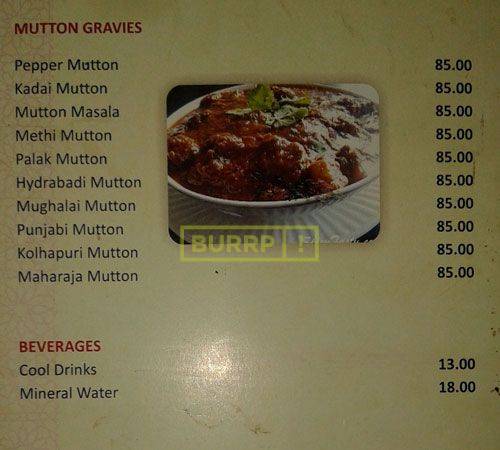 MUTTON GRAVIES
Pepper Mutton 85.00
Kadai Mutton 85.00
Mutton Masala 85.00
Methi Mutton 85.00
Palak Mutton 85.00
Hydrabadi Mutton 85.00
Mughalai Mutton 85.00
Punjabi Mutton 85.00
Kolhapuri Mutton 85.00
Maharaja Mutton 85.00
BURRP!
BEVERAGES
Cool Drinks 13.00
Mineral Water 18.00